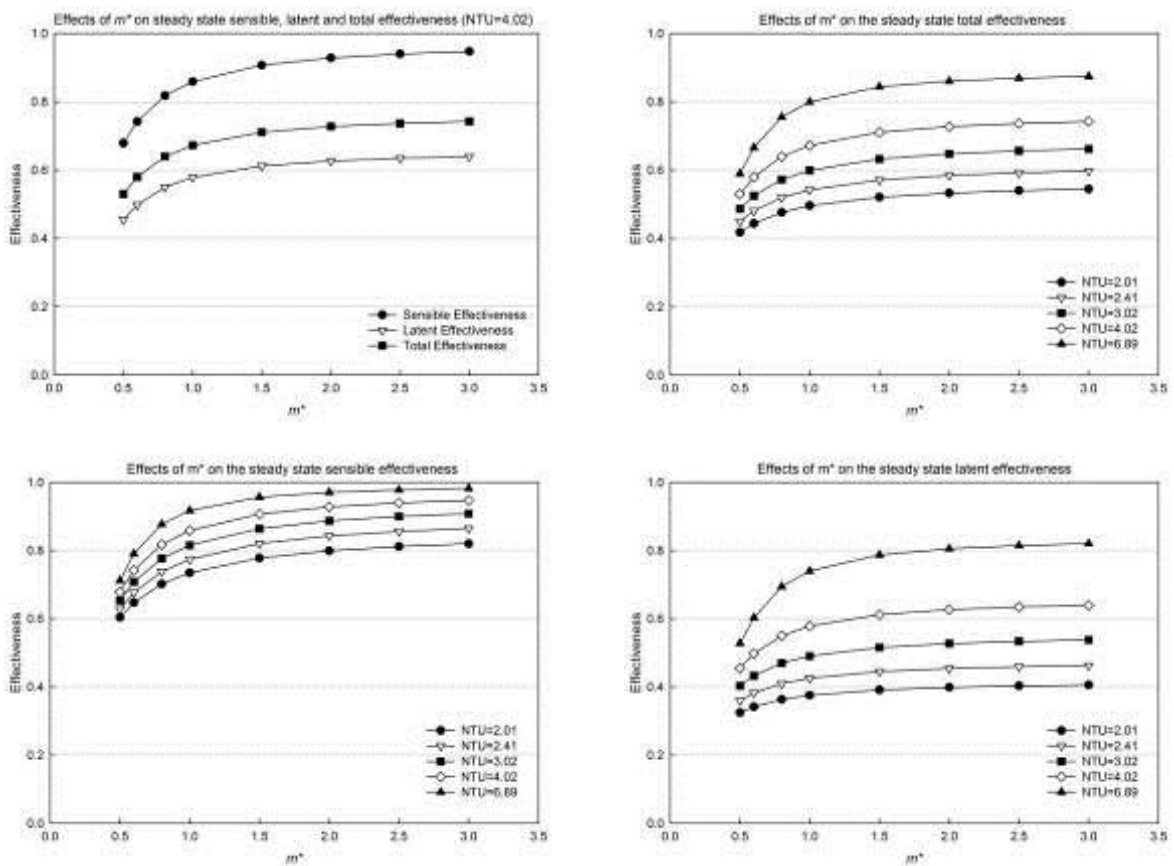 Effects of m* on steady state sensible, latent and total effectiveness (NTU=4.02)
1.0
0.8
0.6
0.4
0.2
0.0
Effectiveness
Sensible Effectiveness
Latent Effectiveness
Total Effectiveness
0.0 0.5 1.0 1.5 2.0 2.5 3.0 3.5
m*
Effects of m* on the steady state total effectiveness
1.0
0.8
0.6
0.4
0.2
0.0
Effectiveness
NTU=2.01
NTU=2.41
NTU=3.02
NTU=4.02
NTU=6.89
0.0 0.5 1.0 1.5 2.0 2.5 3.0 3.5
m*
Effects of m* on the steady state sensible effectiveness
1.0
0.8
0.6
0.4
0.2
0.0
Effectiveness
NTU=2.01
NTU=2.41
NTU=3.02
NTU=4.02
NTU=6.89
0.0 0.5 1.0 1.5 2.0 2.5 3.0 3.5
m*
Effects of m* on the steady state latent effectiveness
1.0
0.8
0.6
0.4
0.2
0.0
Effectiveness
NTU=2.01
NTU=2.41
NTU=3.02
NTU=4.02
NTU=6.89
0.0 0.5 1.0 1.5 2.0 2.5 3.0 3.5
m*